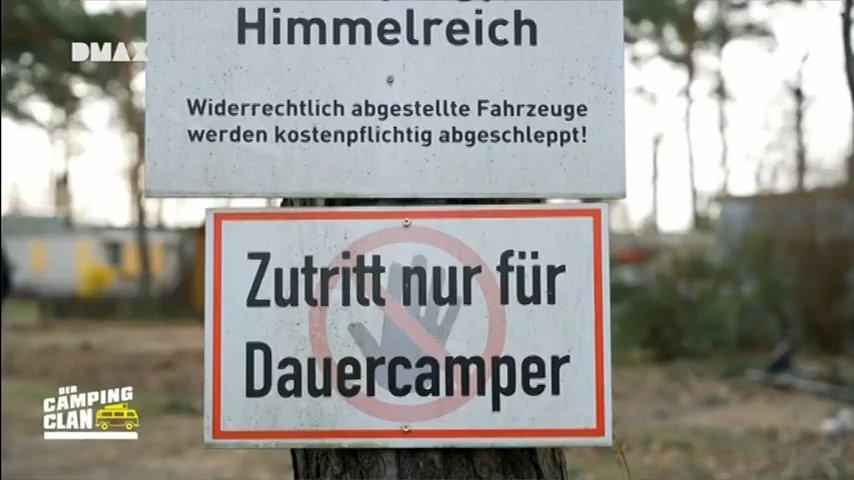 Himmelreich
DMAX
Widerrechtlich abgestellte Fahrzeuge
werden kostenpflichtig abgeschleppt!
Zutritt nur für
Dauercamper
DER
CAMPING
CLAN